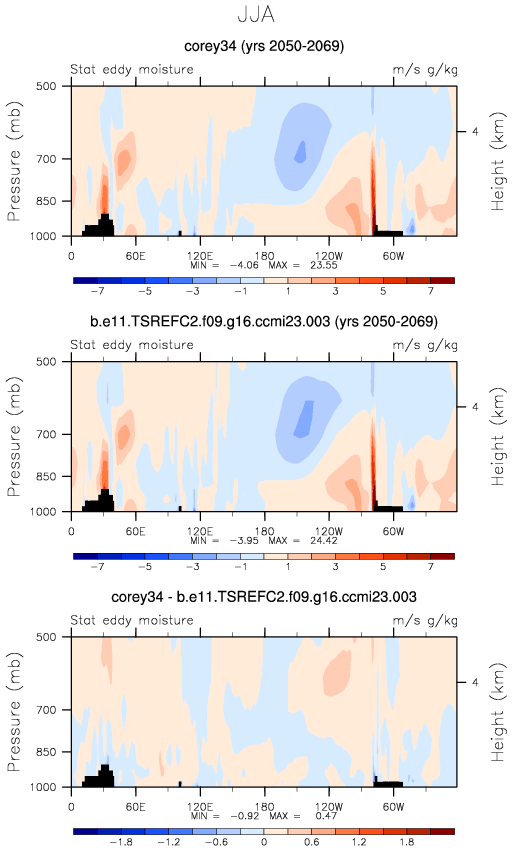 JJA
corey34 (yrs 2050-2069)
Stat eddy moisture m/s g/kg
Pressure (mb)
500
700
850
1000
4
Height (km)
0 60E 120E 180 120W 60W
MIN = -4.06 MAX = 23.55
-7 -5 -3 -2 -1 1 2 3 5 7
b.e11.TSREFC2.f09.g16.ccmi23.003 (yrs 2050-2069)
Stat eddy moisture m/s g/kg
Pressure (mb)
500
700
850
1000
4
Height (km)
0 60E 120E 180 120W 60W
MIN = -3.95 MAX = 24.42
-7 -5 -3 -2 -1 1 2 3 5 7
corey34 - b.e11.TSREFC2.f09.g16.ccmi23.003
Stat eddy moisture m/s g/kg
Pressure (mb)
500
700
850
1000
4
Height (km)
0 60E 120E 180 120W 60W
MIN = -0.92 MAX = 0.47
-1.8 -1.2 -0.6 0 0.6 1.2 1.8